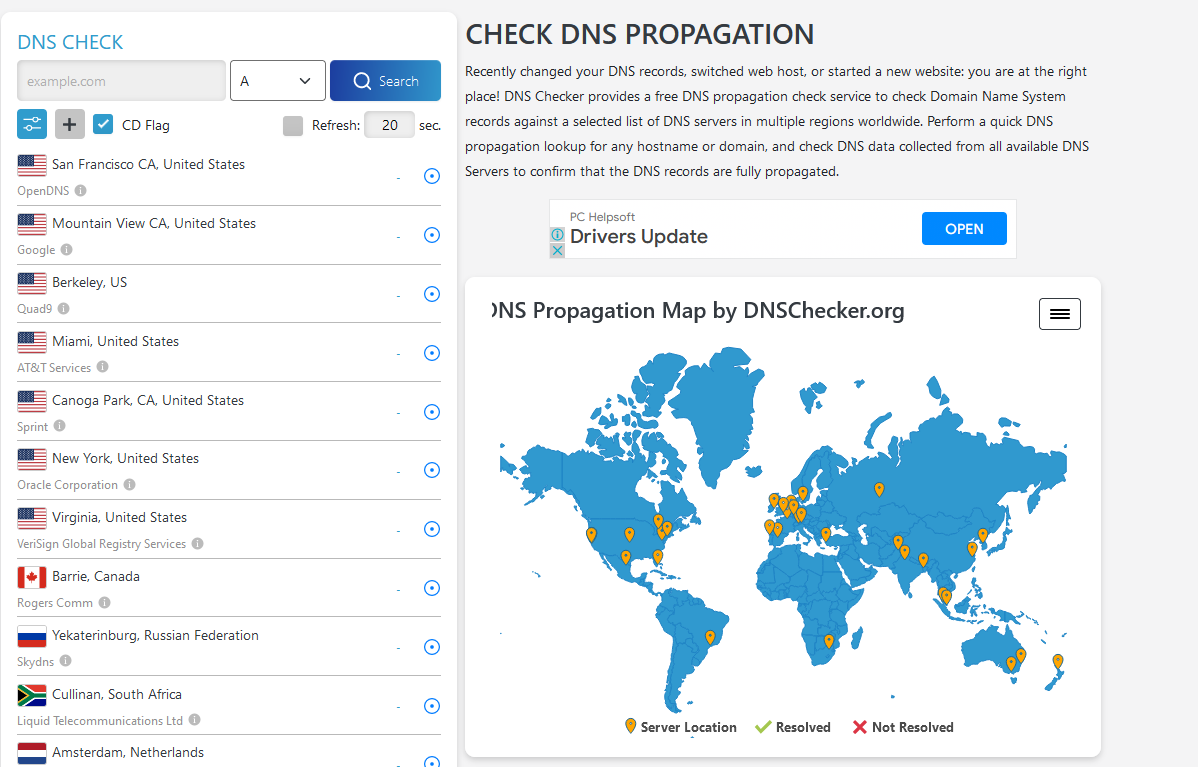 DNS CHECK
example.com
A
Search
CD Flag
Refresh: 20 sec.
San Francisco CA, United States
-
OpenDNS
Mountain View CA, United States
-
Google
Berkeley, US
-
Quad9
Miami, United States
-
AT&T Services
Canoga Park, CA, United States
-
Sprint
New York, United States
-
Oracle Corporation
Virginia, United States
-
VeriSign Global Registry Services
Barrie, Canada
-
Rogers Comm
Yekaterinburg, Russian Federation
-
Skydns
Cullinan, South Africa
-
Liquid Telecommunications Ltd
Amsterdam, Netherlands
-
CHECK DNS PROPAGATION
Recently changed your DNS records, switched web host, or started a new website: you are at the right
place! DNS Checker provides a free DNS propagation check service to check Domain Name System
records against a selected list of DNS servers in multiple regions worldwide. Perform a quick DNS
propagation lookup for any hostname or domain, and check DNS data collected from all available DNS
Servers to confirm that the DNS records are fully propagated.
PC Helpsoft
Drivers Update
OPEN
DNS Propagation Map by DNSChecker.org
Server Location
Resolved
Not Resolved